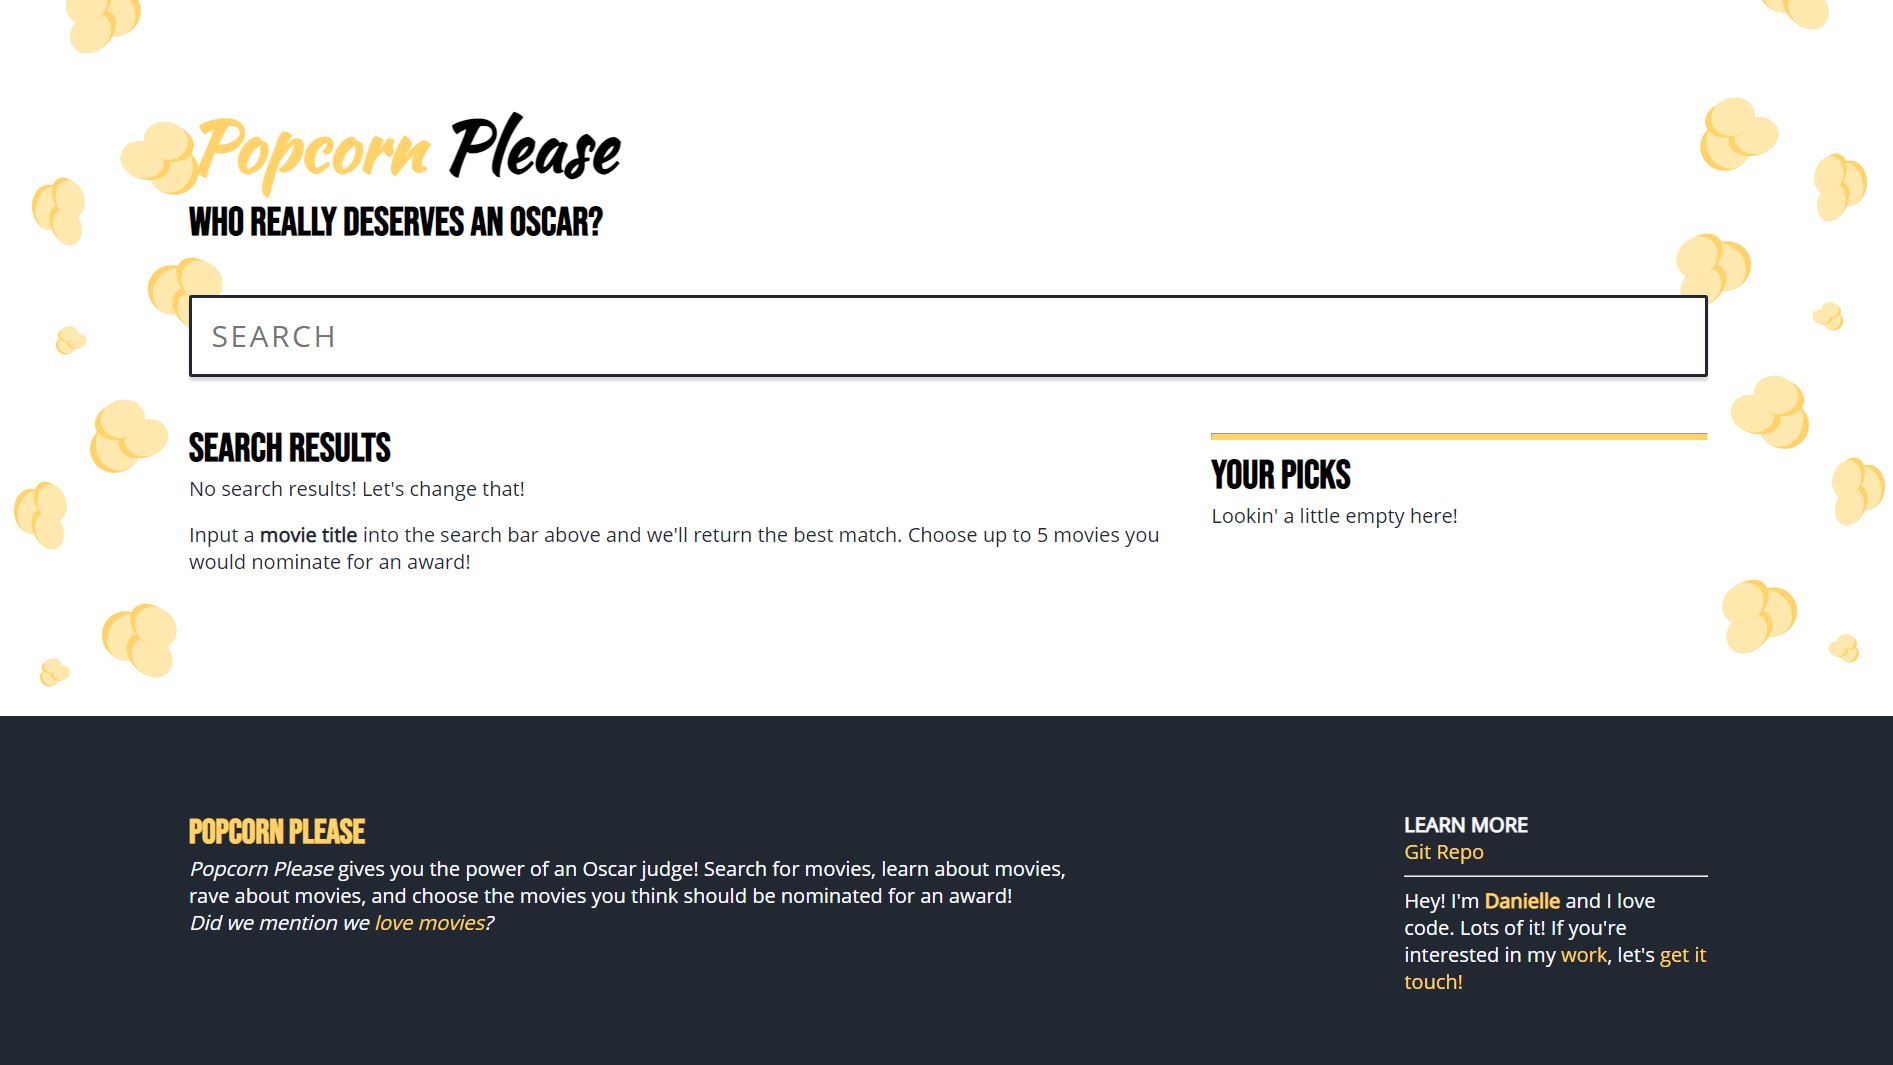 Popcorn Please
WHO REALLY DESERVES AN OSCAR?
SEARCH
SEARCH RESULTS
No search results! Let's change that!
Input a movie title into the search bar above and we'll return the best match. Choose up to 5 movies you
would nominate for an award!
YOUR PICKS
Lookin' a little empty here!
POPCORN PLEASE
Popcorn Please gives you the power of an Oscar judge! Search for movies, learn about movies,
rave about movies, and choose the movies you think should be nominated for an award!
Did we mention we love movies?
LEARN MORE
Git Repo
Hey! I'm Danielle and I love
code. Lots of it! If you're
interested in my work, let's get it
touch!